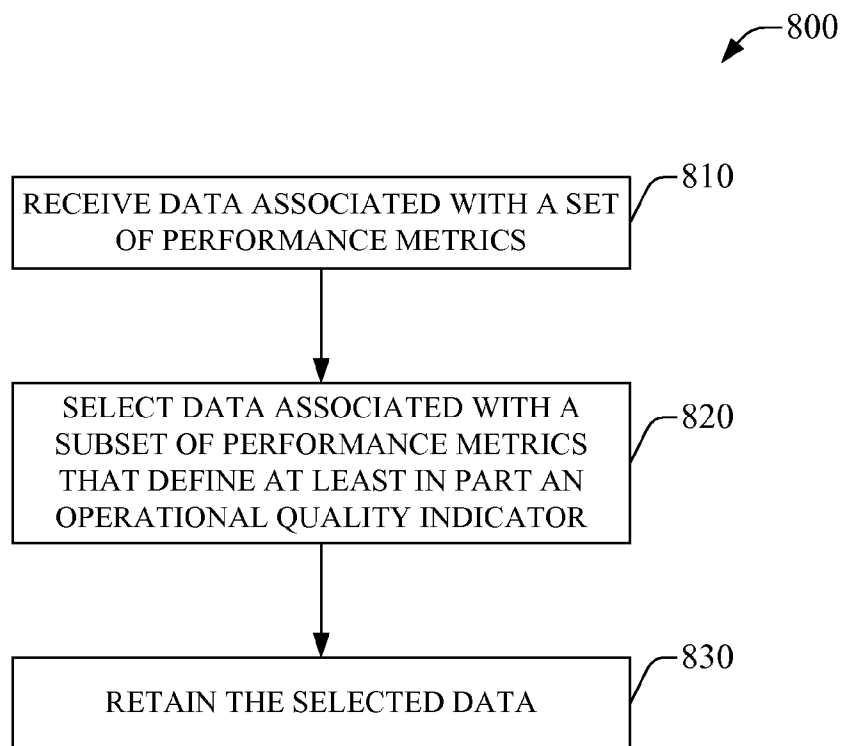 800
810
RECEIVE DATA ASSOCIATED WITH A SET
OF PERFORMANCE METRICS
820
SELECT DATA ASSOCIATED WITH A
SUBSET OF PERFORMANCE METRICS
THAT DEFINE AT LEAST IN PART AN
OPERATIONAL QUALITY INDICATOR
830
RETAIN THE SELECTED DATA